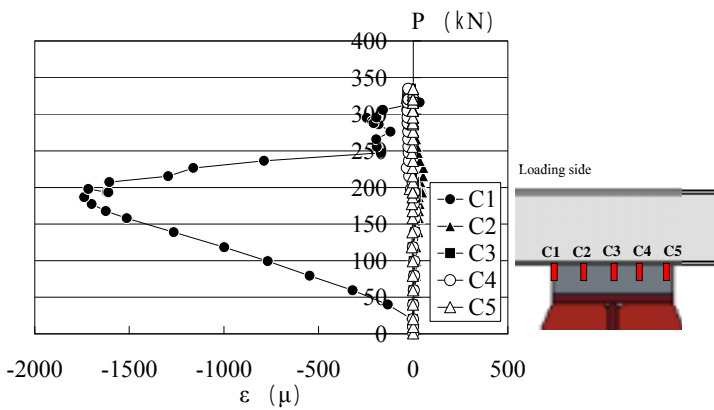 P (kN)
400
350
300
250
200
150
100
50
0
-2000 -1500 -1000 -500 0 500
ε (μ)
C1
C2
C3
C4
C5
Loading side
C1 C2 C3 C4 C5